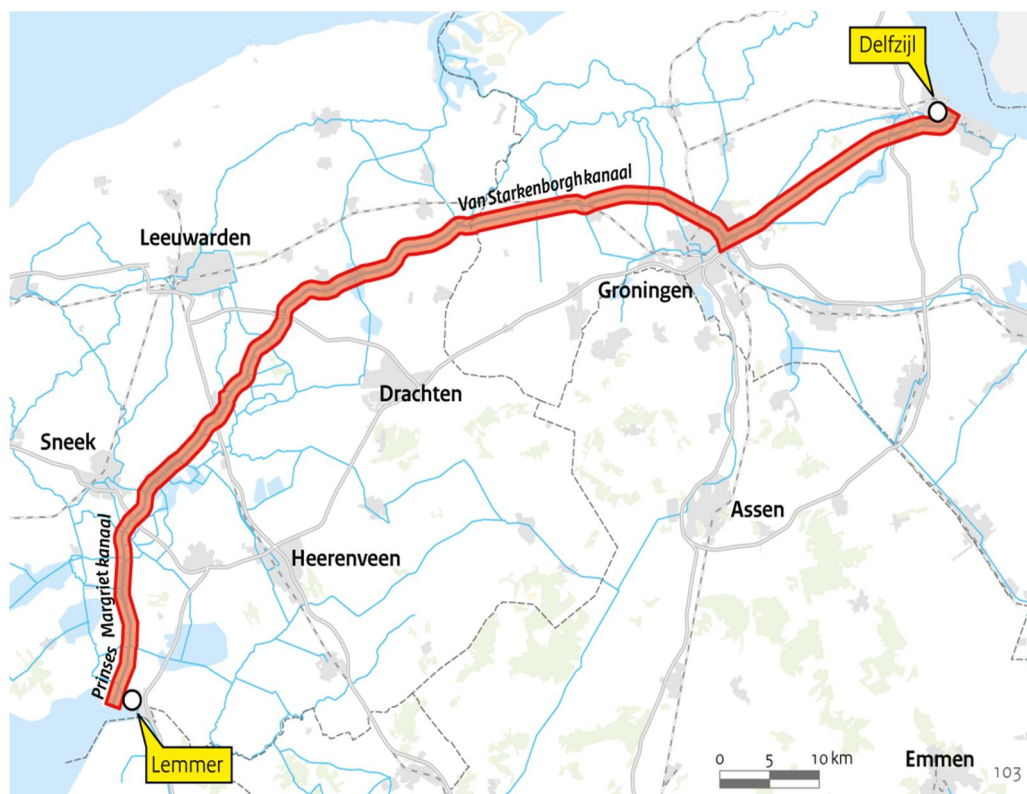 Delfzijl
Van Starkenborghkanaal
Leeuwarden
Groningen
Drachten
Sneek
Assen
Heerenveen
Prinses Margrietkanaal
Lemmer
0 5 10 km
Emmen
103